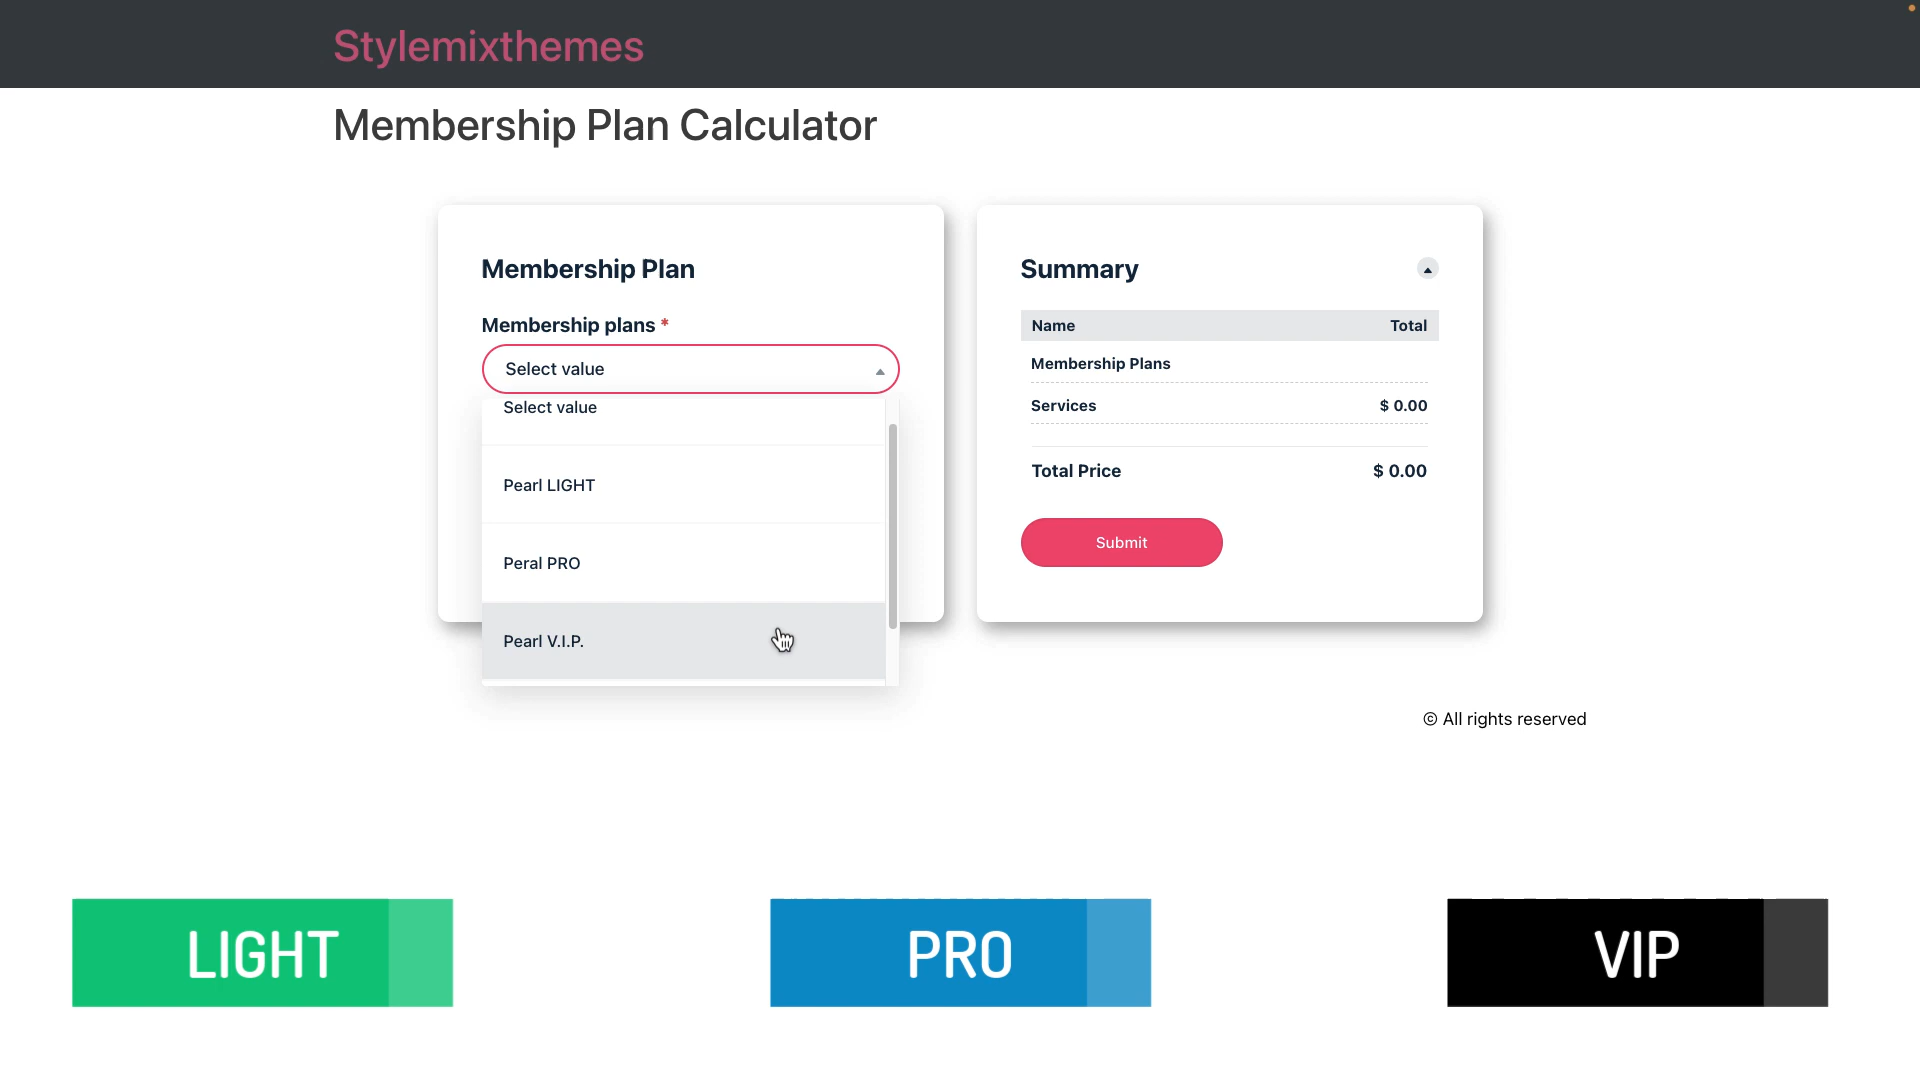 Stylemixthemes
Membership Plan Calculator
Membership Plan
Membership plans *
Select value
Select value
Pearl LIGHT
Peral PRO
Pearl V.I.P.
Summary
Name Total
Membership Plans
Services $ 0.00
Total Price $ 0.00
Submit
© All rights reserved
LIGHT
PRO
VIP